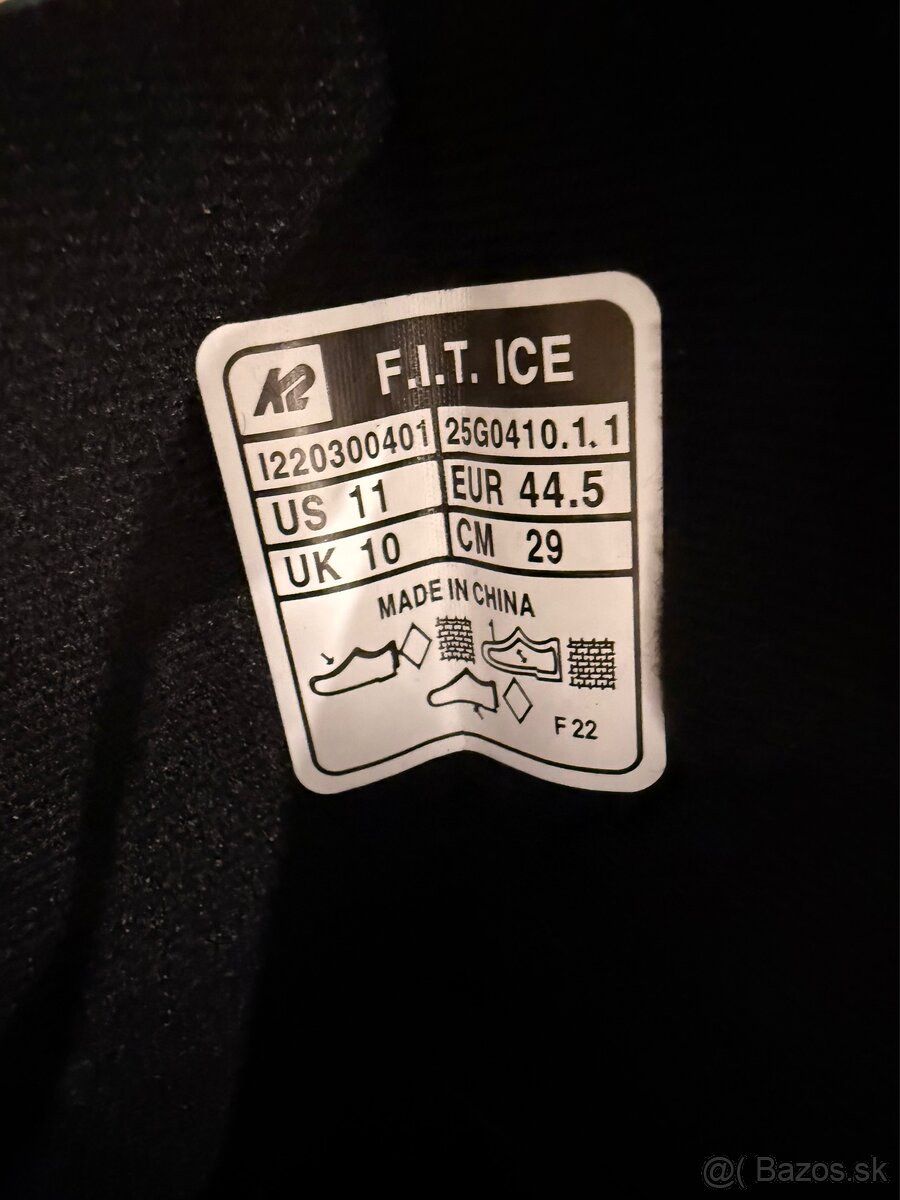 K2 F.I.T. ICE
I220300401 25G0410.1.1
US 11 EUR 44.5
UK 10 CM 29
MADE IN CHINA
F 22
@( Bazos.sk